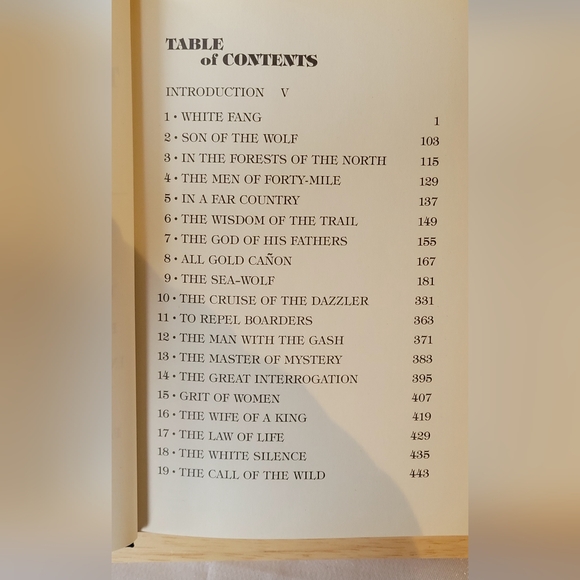 TABLE
of CONTENTS
INTRODUCTION V
1 • WHITE FANG 1
2 • SON OF THE WOLF 103
3 • IN THE FORESTS OF THE NORTH 115
4 • THE MEN OF FORTY-MILE 129
5 • IN A FAR COUNTRY 137
6 • THE WISDOM OF THE TRAIL 149
7 • THE GOD OF HIS FATHERS 155
8 • ALL GOLD CAÑON 167
9 • THE SEA-WOLF 181
10 • THE CRUISE OF THE DAZZLER 331
11 • TO REPEL BOARDERS 363
12 • THE MAN WITH THE GASH 371
13 • THE MASTER OF MYSTERY 383
14 • THE GREAT INTERROGATION 395
15 • GRIT OF WOMEN 407
16 • THE WIFE OF A KING 419
17 • THE LAW OF LIFE 429
18 • THE WHITE SILENCE 435
19 • THE CALL OF THE WILD 443